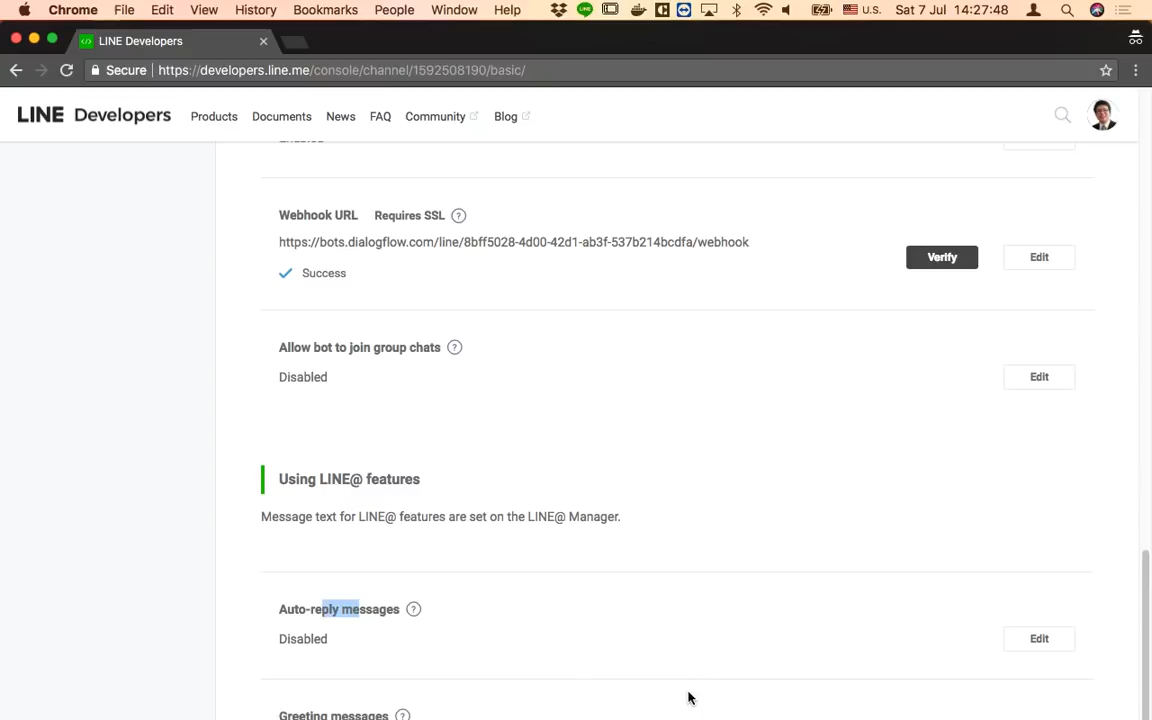 Chrome File Edit View History Bookmarks People Window Help U.S. Sat 7 Jul 14:27:48
LINE Developers
Secure https://developers.line.me/console/channel/1592508190/basic/
LINE Developers Products Documents News FAQ Community Blog
Enabled
Webhook URL Requires SSL ?
https://bots.dialogflow.com/line/8bff5028-4d00-42d1-ab3f-537b214bcdfa/webhook
Verify Edit
Success
Allow bot to join group chats ?
Disabled Edit
Using LINE@ features
Message text for LINE@ features are set on the LINE@ Manager.
Auto-reply messages ?
Disabled Edit
Greeting messages ?